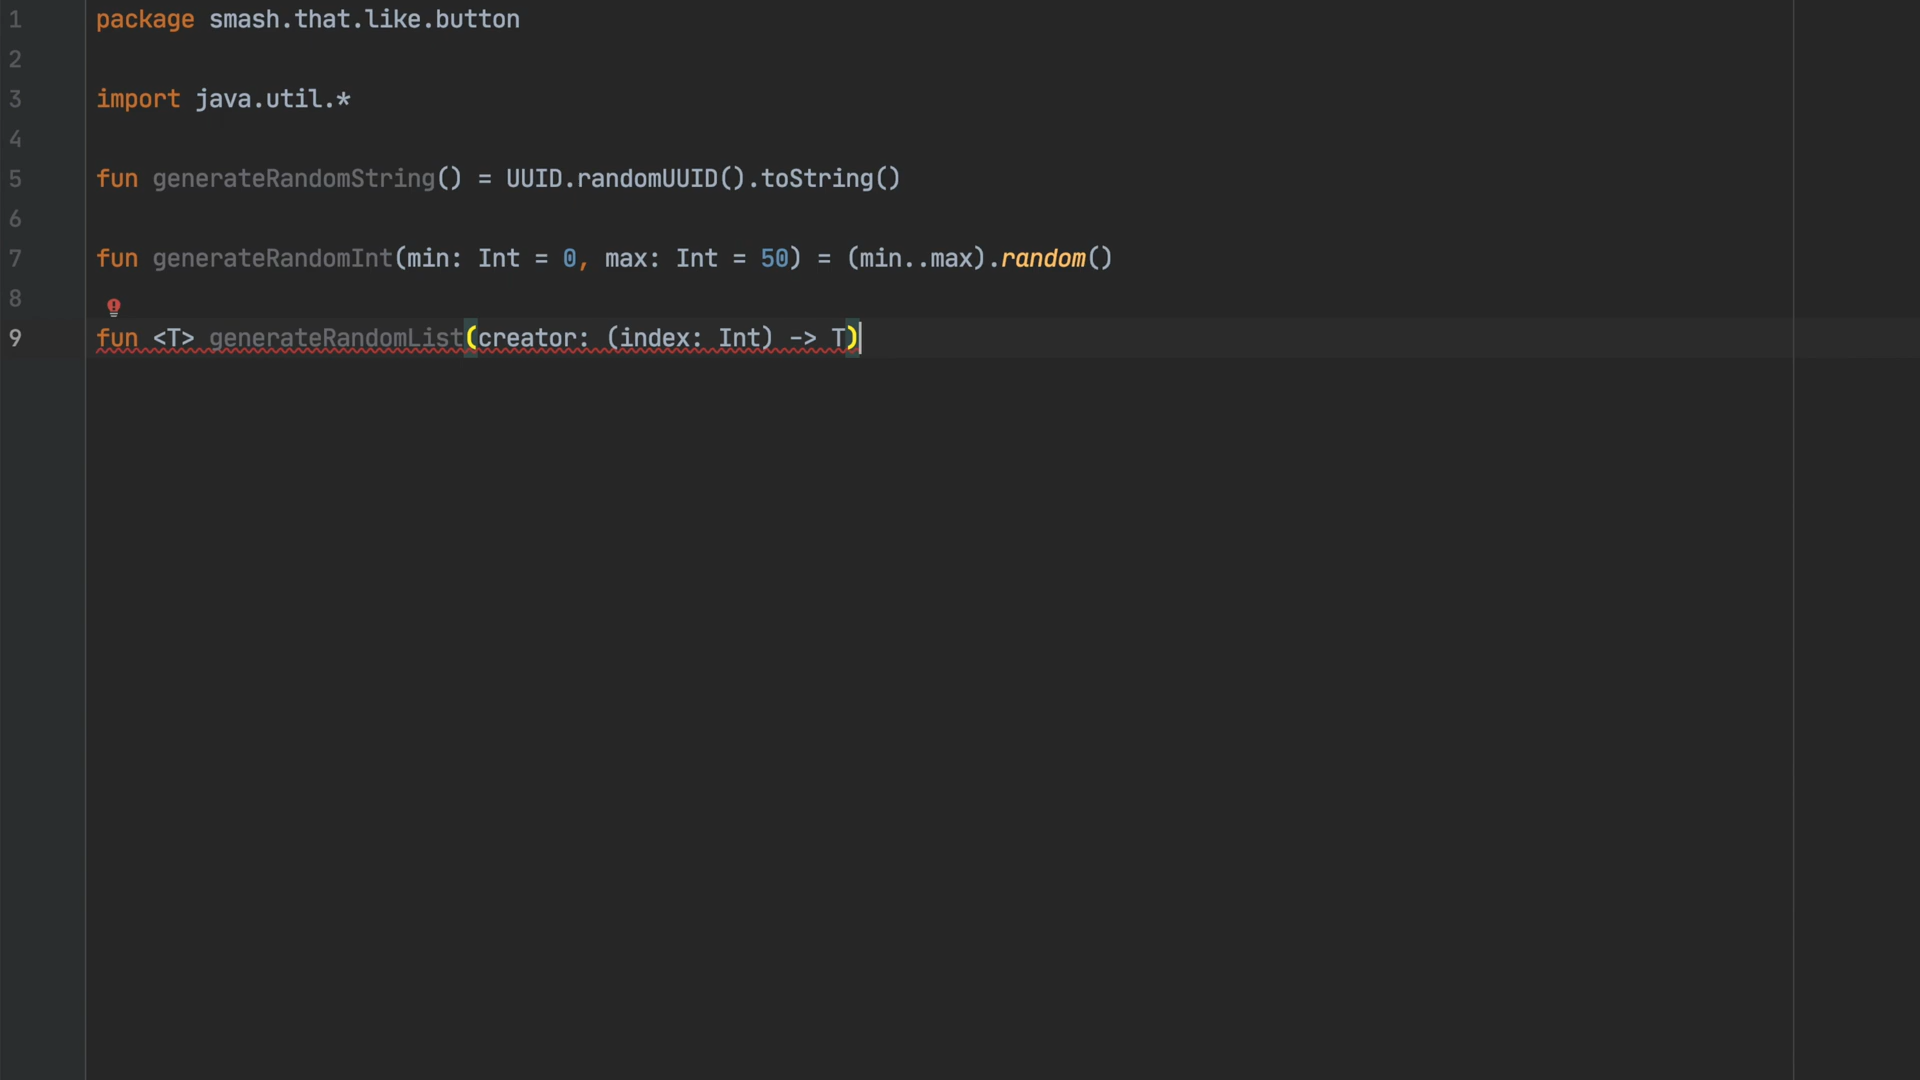 1 package smash.that.like.button
2
3 import java.util.*
4
5 fun generateRandomString() = UUID.randomUUID().toString()
6
7 fun generateRandomInt(min: Int = 0, max: Int = 50) = (min..max).random()
8
9 fun <T> generateRandomList(creator: (index: Int) -> T)